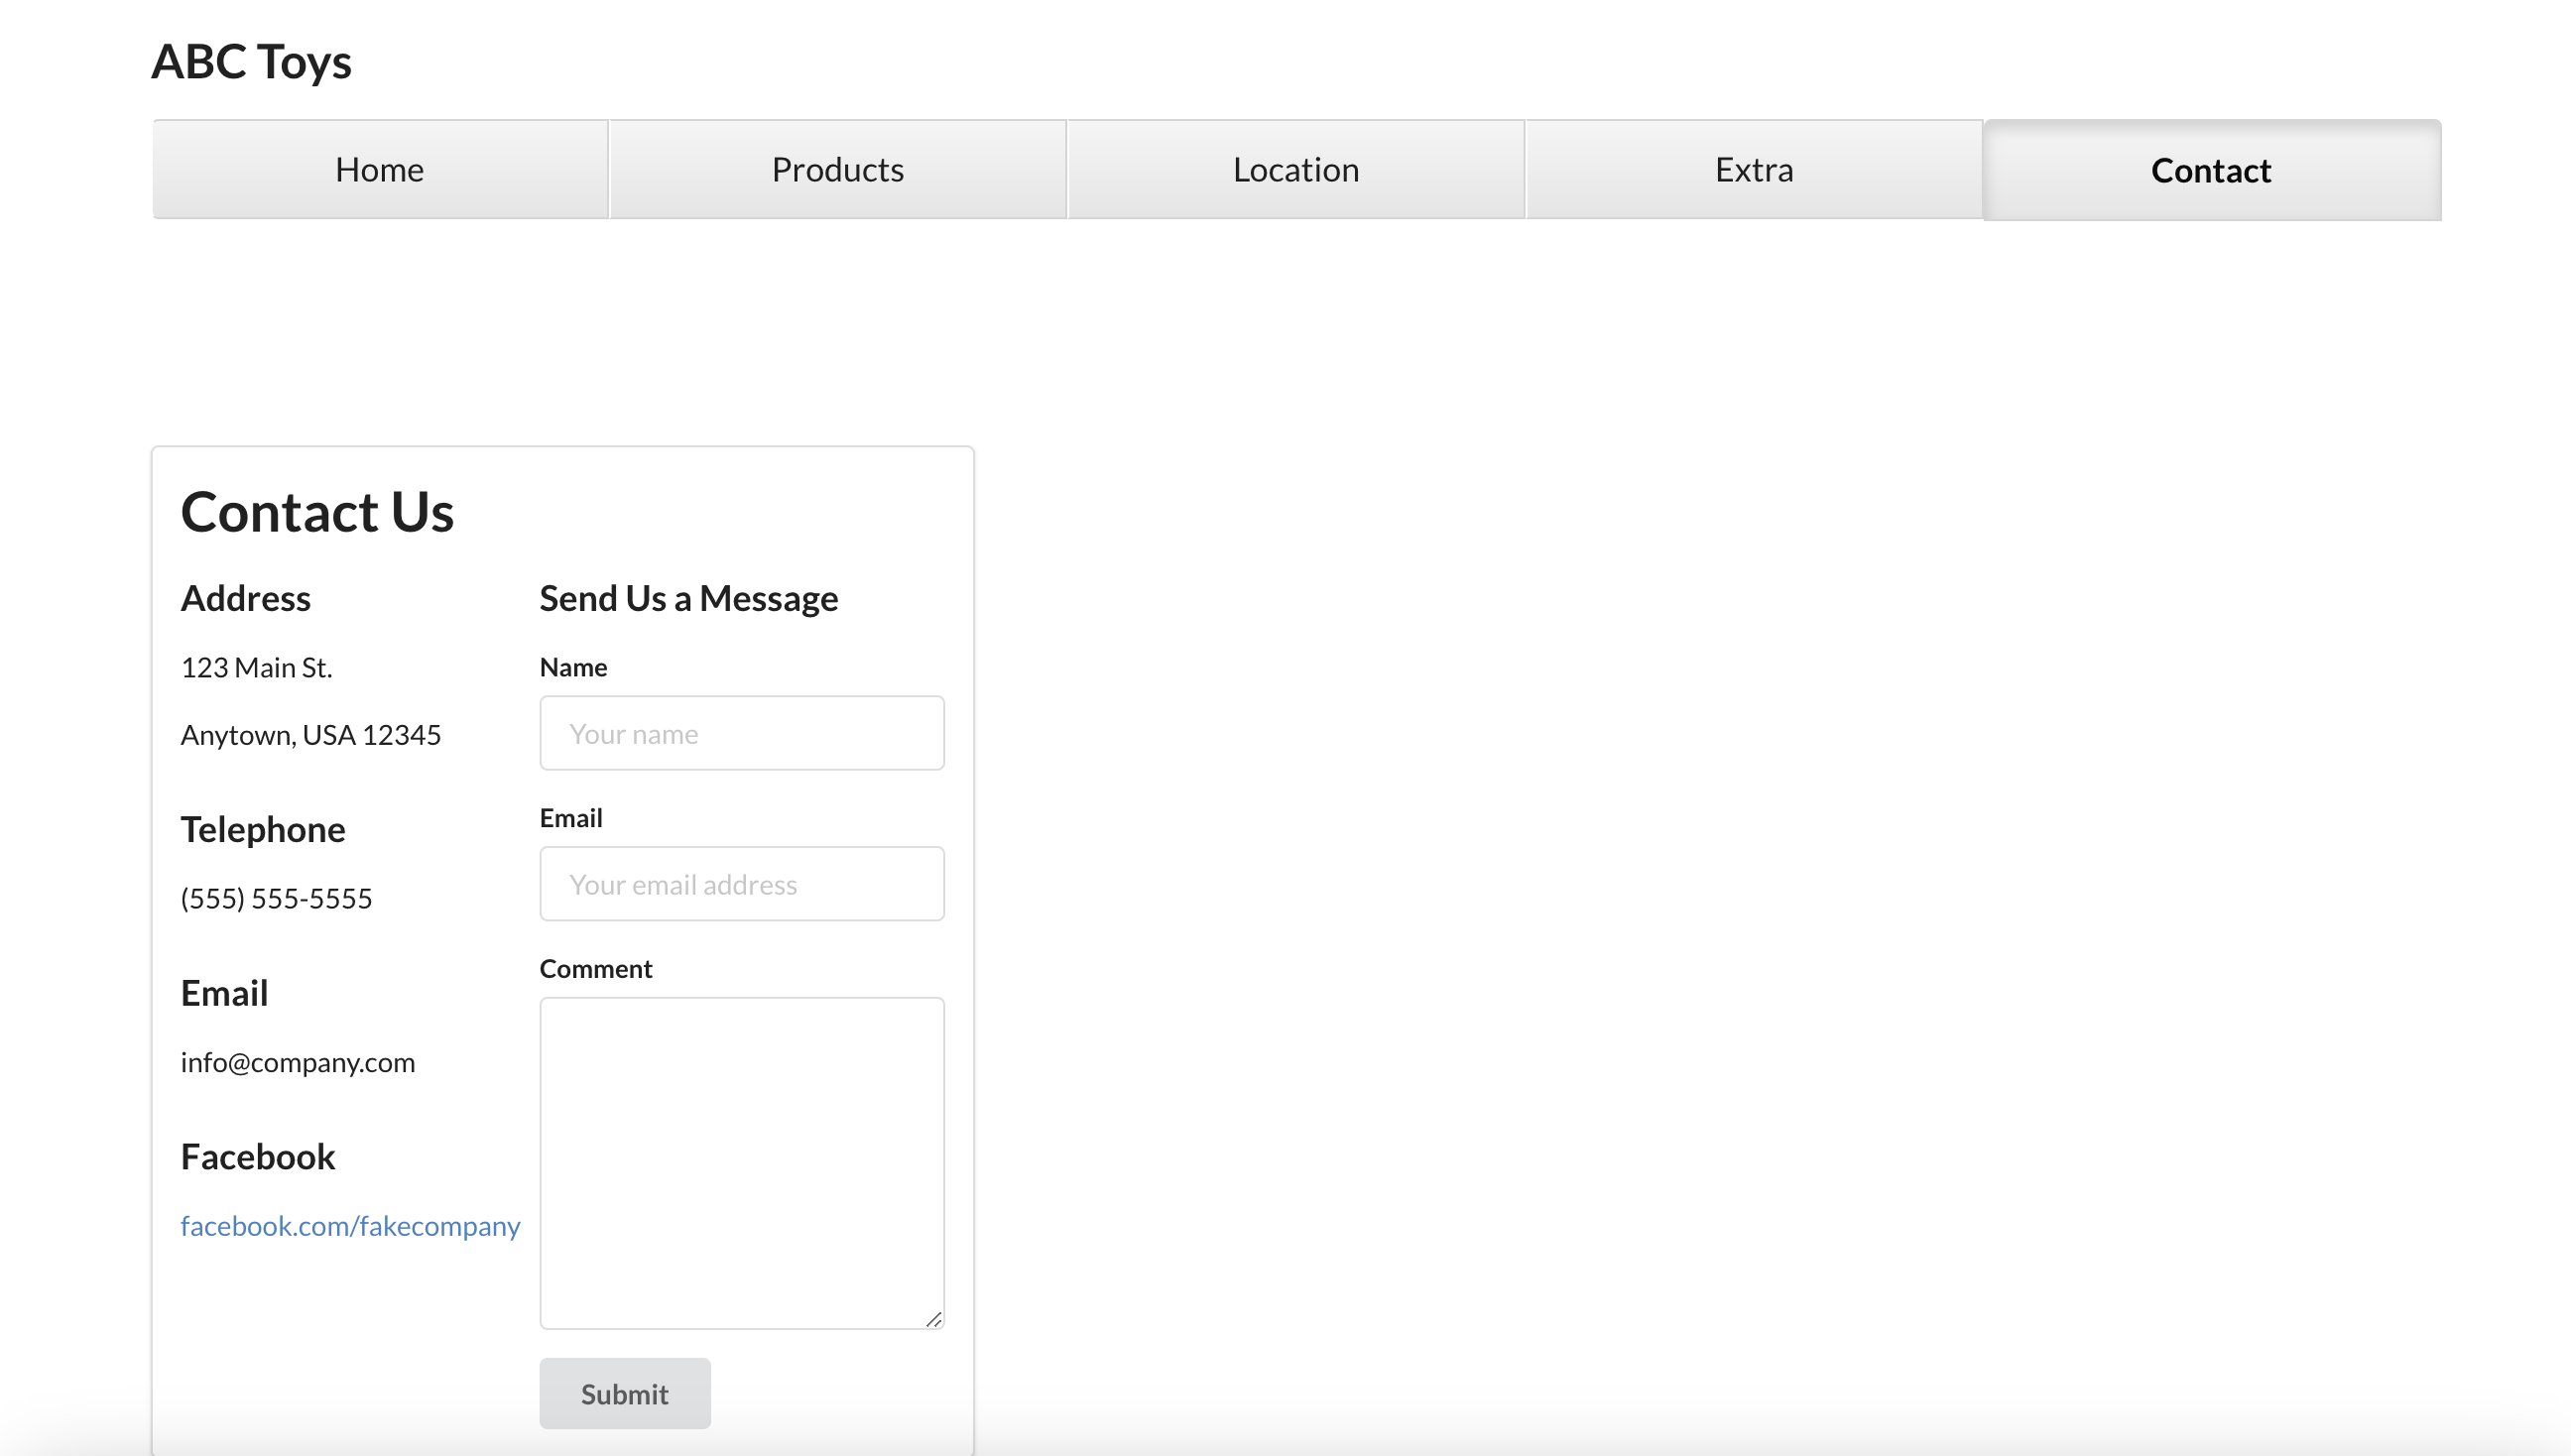 ABC Toys
Home
Products
Location
Extra
Contact
Contact Us
Address
123 Main St.
Anytown, USA 12345
Telephone
(555) 555-5555
Email
info@company.com
Facebook
facebook.com/fakecompany
Send Us a Message
Name
Your name
Email
Your email address
Comment
Submit